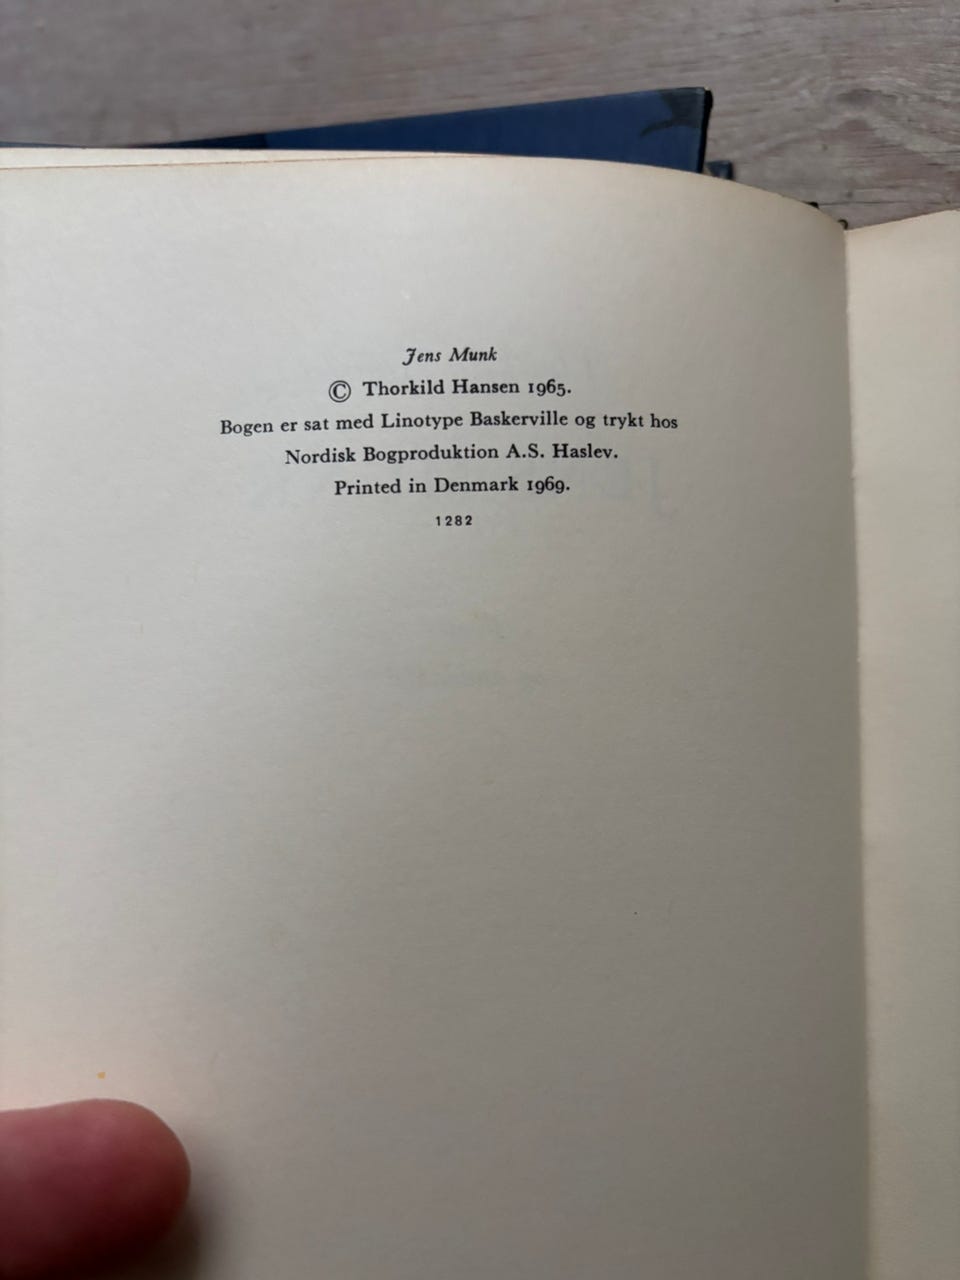 Jens Munk
© Thorkild Hansen 1965.
Bogen er sat med Linotype Baskerville og trykt hos
Nordisk Bogproduktion A.S. Haslev.
Printed in Denmark 1969.
1282